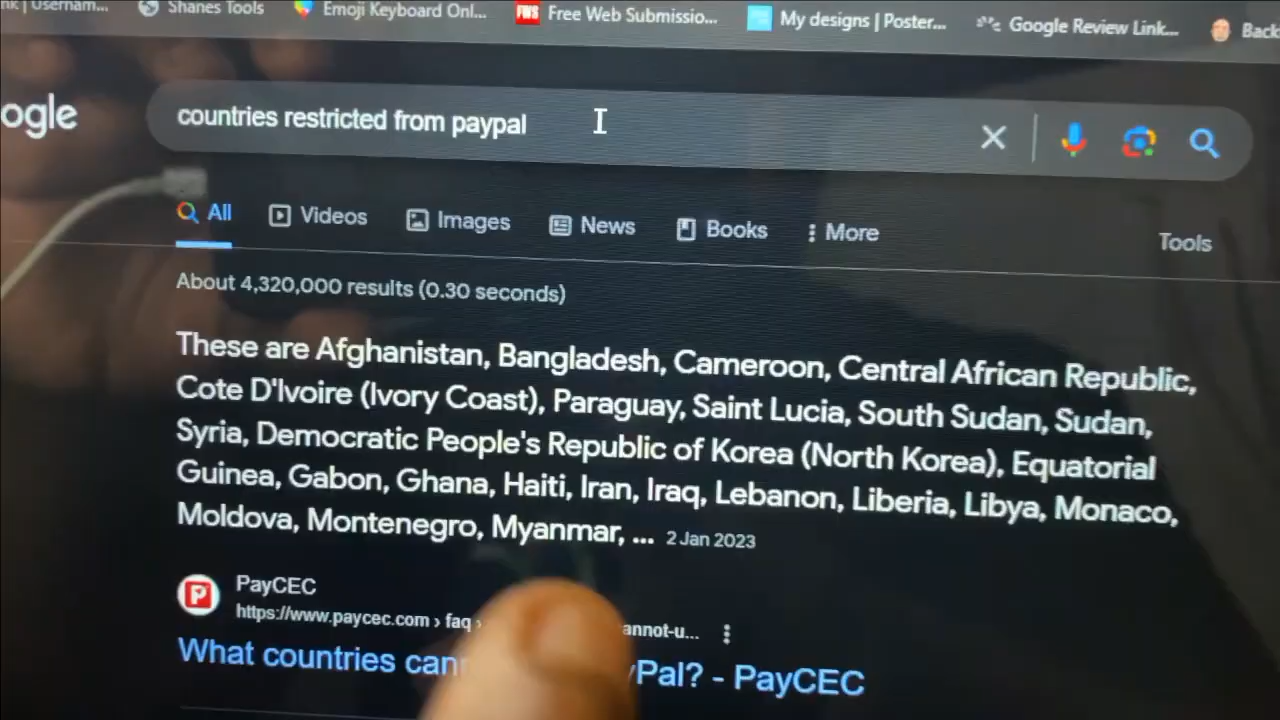 Shanes Tools
Emoji Keyboard Onl...
FWS Free Web Submissio...
My designs | Poster...
Google Review Link...
Back
ogle
countries restricted from paypal
All
Videos
Images
News
Books
More
Tools
About 4,320,000 results (0.30 seconds)
These are Afghanistan, Bangladesh, Cameroon, Central African Republic,
Cote D'Ivoire (Ivory Coast), Paraguay, Saint Lucia, South Sudan, Sudan,
Syria, Democratic People's Republic of Korea (North Korea), Equatorial
Guinea, Gabon, Ghana, Haiti, Iran, Iraq, Lebanon, Liberia, Libya, Monaco,
Moldova, Montenegro, Myanmar, ... 2 Jan 2023
P
PayCEC
https://www.paycec.com › faq › annot-u...
What countries can yPal? - PayCEC